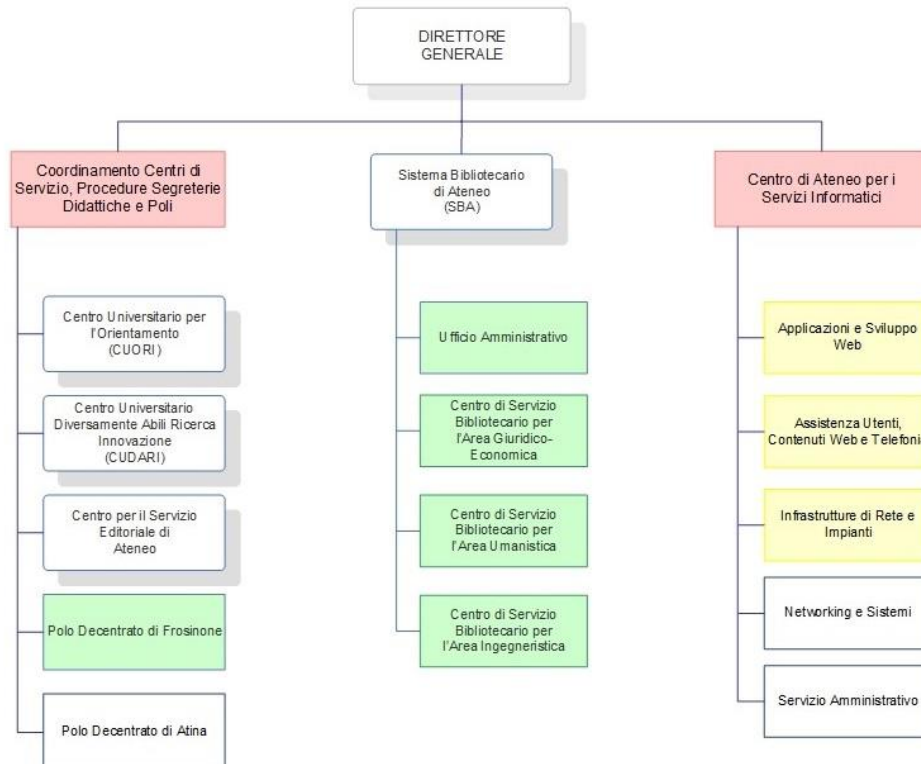 DIRETTORE
GENERALE
Coordinamento Centri di
Servizio, Procedure Segreterie
Didattiche e Poli
Sistema Bibliotecario
di Ateneo
(SBA)
Centro di Ateneo per i
Servizi Informatici
Centro Universitario per
l'Orientamento
(CUORI)
Centro Universitario
Diversamente Abili Ricerca
Innovazione
(CUDARI)
Centro per il Servizio
Editoriale di
Ateneo
Polo Decentrato di Frosinone
Polo Decentrato di Atina
Ufficio Amministrativo
Centro di Servizio
Bibliotecario per
l'Area Giuridico-
Economica
Centro di Servizio
Bibliotecario per
l'Area Umanistica
Centro di Servizio
Bibliotecario per
l'Area Ingegneristica
Applicazioni e Sviluppo
Web
Assistenza Utenti,
Contenuti Web e Telefoni
Infrastrutture di Rete e
Impianti
Networking e Sistemi
Servizio Amministrativo